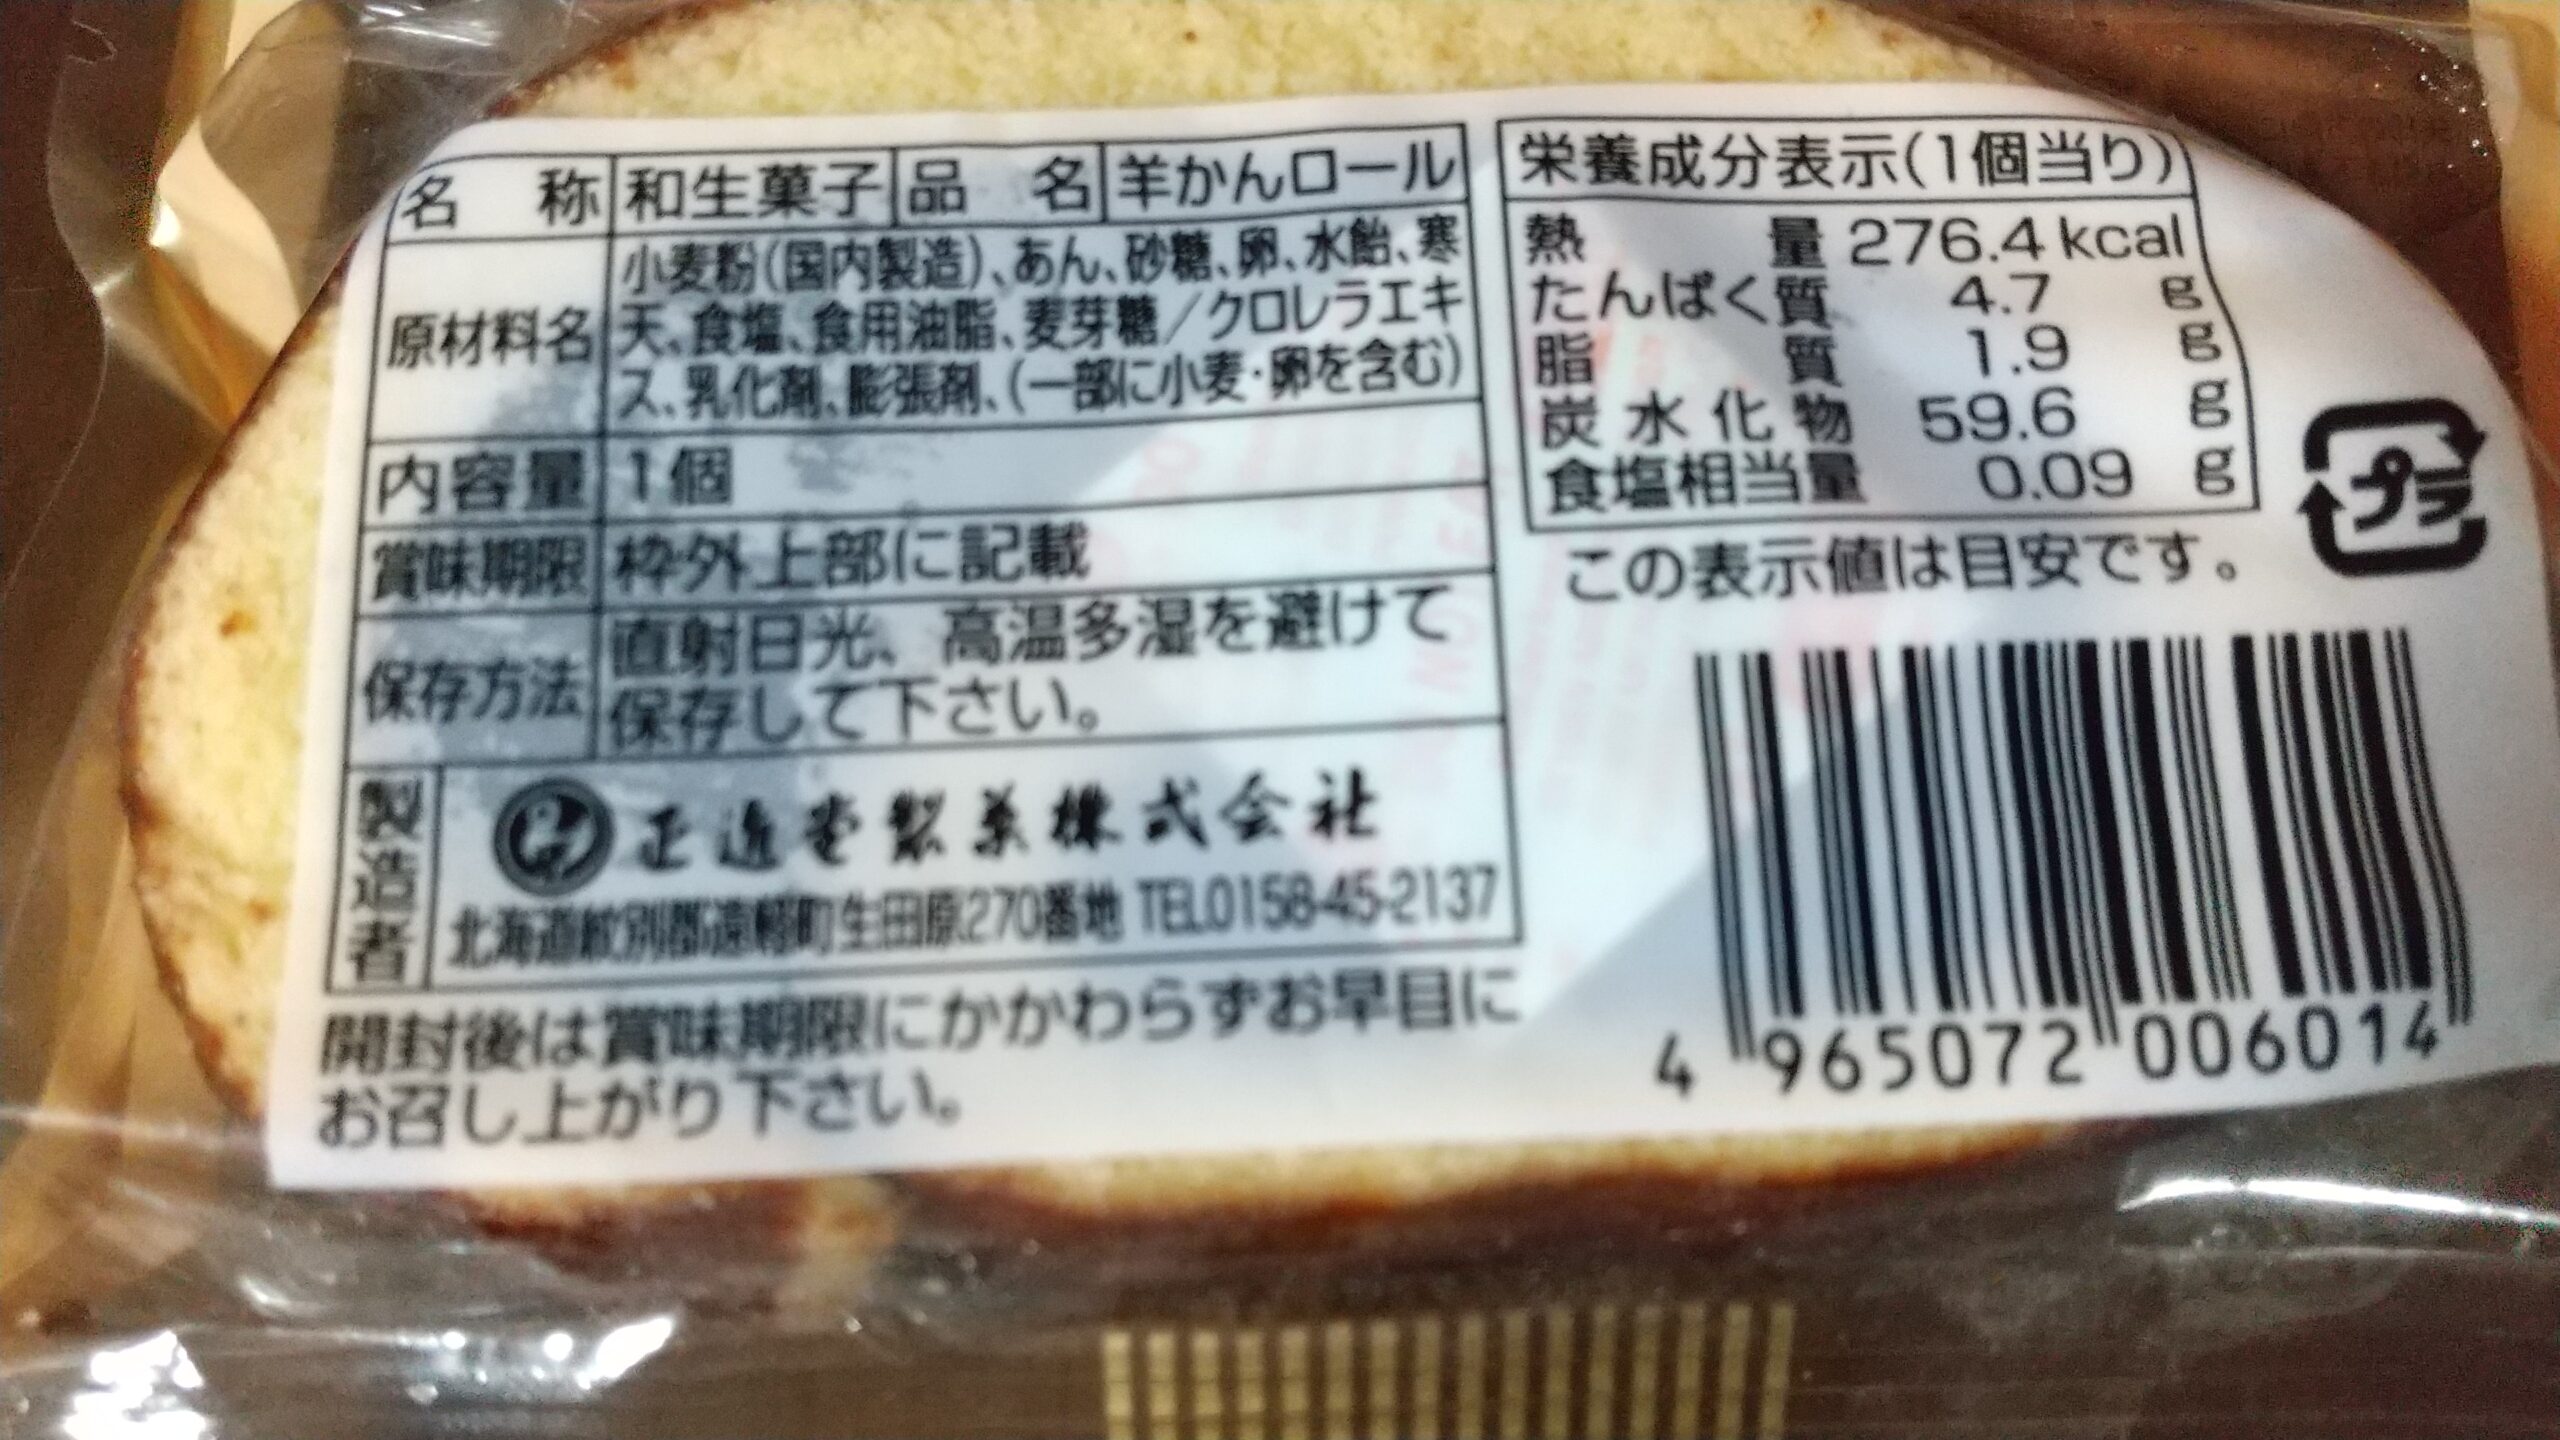 名称 和生菓子 品名 羊かんロール
原材料名 小麦粉(国内製造)、あん、砂糖、卵、水飴、寒
天、食塩、食用油脂、麦芽糖/クロレラエキ
ス、乳化剤、膨張剤、(一部に小麦・卵を含む)
内容量 1個
賞味期限 枠外上部に記載
保存方法 直射日光、高温多湿を避けて
保存して下さい。
製造者 正進堂製菓株式会社
北海道紋別郡遠軽町生田原270番地 TEL0158-45-2137
開封後は賞味期限にかかわらずお早目に
お召し上がり下さい。
栄養成分表示(1個当り)
熱量 276.4 kcal
たんぱく質 4.7 g
脂質 1.9 g
炭水化物 59.6 g
食塩相当量 0.09 g
この表示値は目安です。
プラ
4 965072 006014